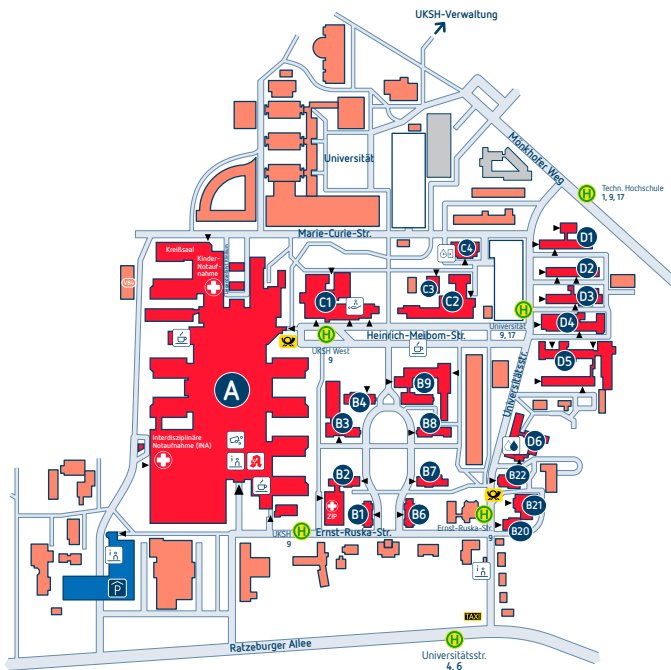 UKSH-Verwaltung
Mönkhofer Weg
Universität
H
Techn. Hochschule
1, 9, 17
Marie-Curie-Str.
Kreißsaal
Kinder-
Notauf-
nahme
C4
D1
D2
C3
C1
C2
D3
H
D4
Universität
9, 17
H
UKSH West
9
Heinrich-Meibom-Str.
D5
A
B9
B4
B3
B8
Universitätsstr.
D6
Interdisziplinäre
Notaufnahme (INA)
B2
B7
B22
B21
ZIP
B1
B6
H
Ernst-Ruska-Str.
9
B20
H
UKSH
9
Ernst-Ruska-Str.
P
TAXI
Ratzeburger Allee
H
Universitätsstr.
4, 6